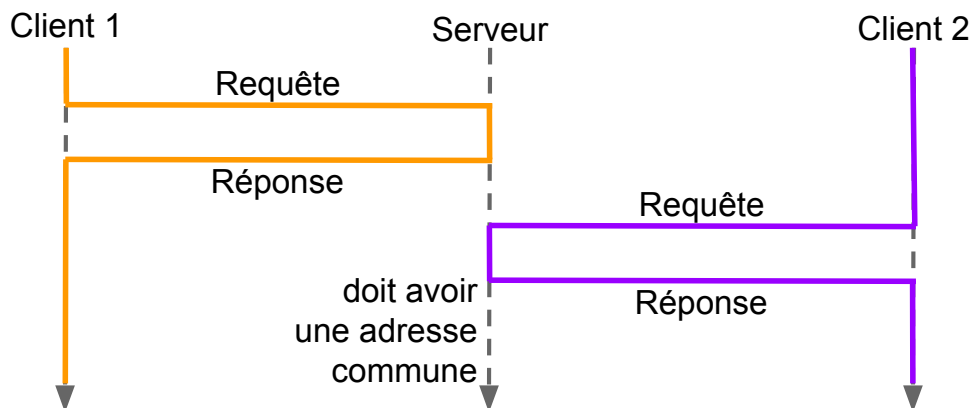 Client 1
Serveur
Client 2
Requête
Réponse
Requête
Réponse
doit avoir
une adresse
commune